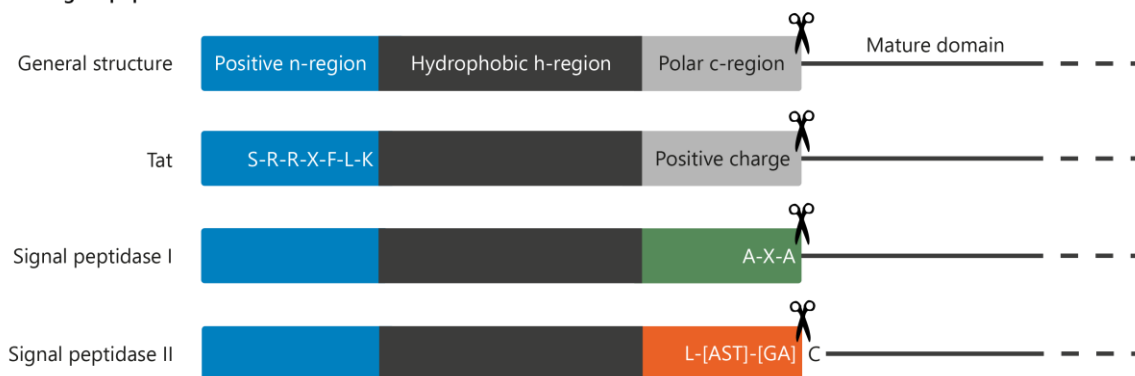 General structure
Positive n-region
Hydrophobic h-region
Polar c-region
Mature domain
Tat
S-R-R-X-F-L-K
Positive charge
Signal peptidase I
A-X-A
Signal peptidase II
L-[AST]-[GA]
C